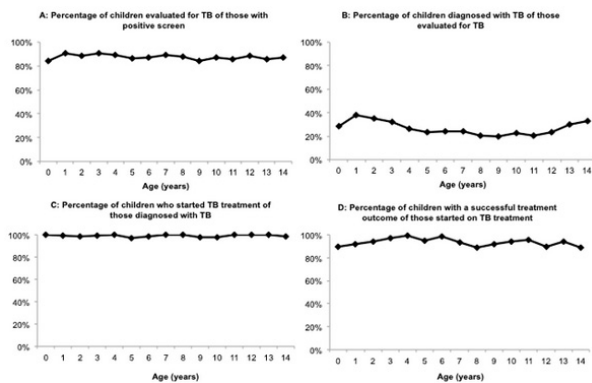 A: Percentage of children evaluated for TB of those with
positive screen
100%
80%
60%
40%
20%
0%
0 1 2 3 4 5 6 7 8 9 10 11 12 13 14
Age (years)
B: Percentage of children diagnosed with TB of those
evaluated for TB
100%
80%
60%
40%
20%
0%
0 1 2 3 4 5 6 7 8 9 10 11 12 13 14
Age (years)
C: Percentage of children who started TB treatment of
those diagnosed with TB
100%
80%
60%
40%
20%
0%
0 1 2 3 4 5 6 7 8 9 10 11 12 13 14
Age (years)
D: Percentage of children with a successful treatment
outcome of those started on TB treatment
100%
80%
60%
40%
20%
0%
0 1 2 3 4 5 6 7 8 9 10 11 12 13 14
Age (years)